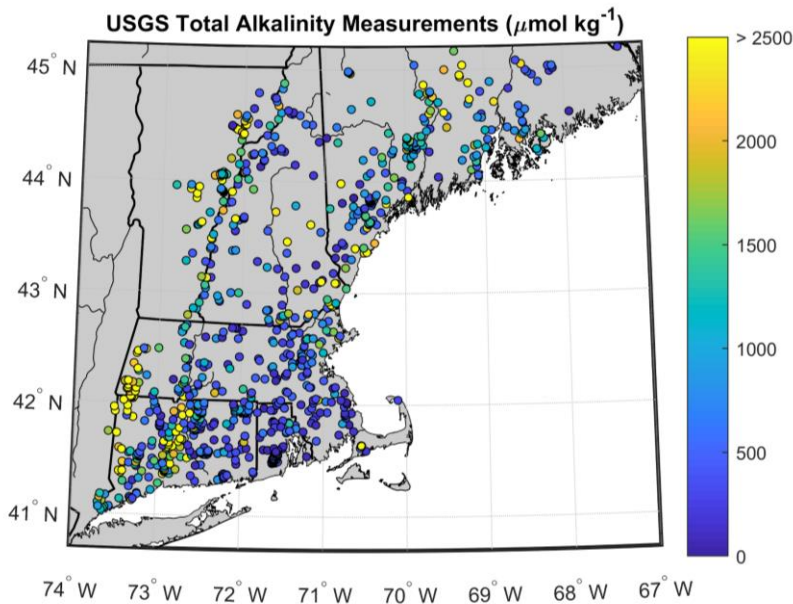 USGS Total Alkalinity Measurements (μmol kg⁻¹)
45° N
44° N
43° N
42° N
41° N
74° W 73° W 72° W 71° W 70° W 69° W 68° W 67° W
> 2500
2000
1500
1000
500
0